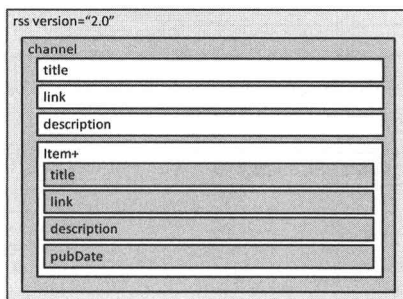 rss version="2.0"
channel
title
link
description
Item+
title
link
description
pubDate